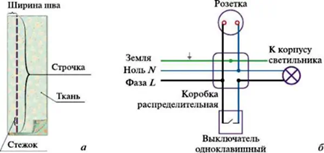 Ширина шва
Строчка
Ткань
Стежок
а
Розетка
Земля
Ноль N
Фаза L
К корпусу
светильника
Коробка
распределительная
Выключатель
одноклавишный
б